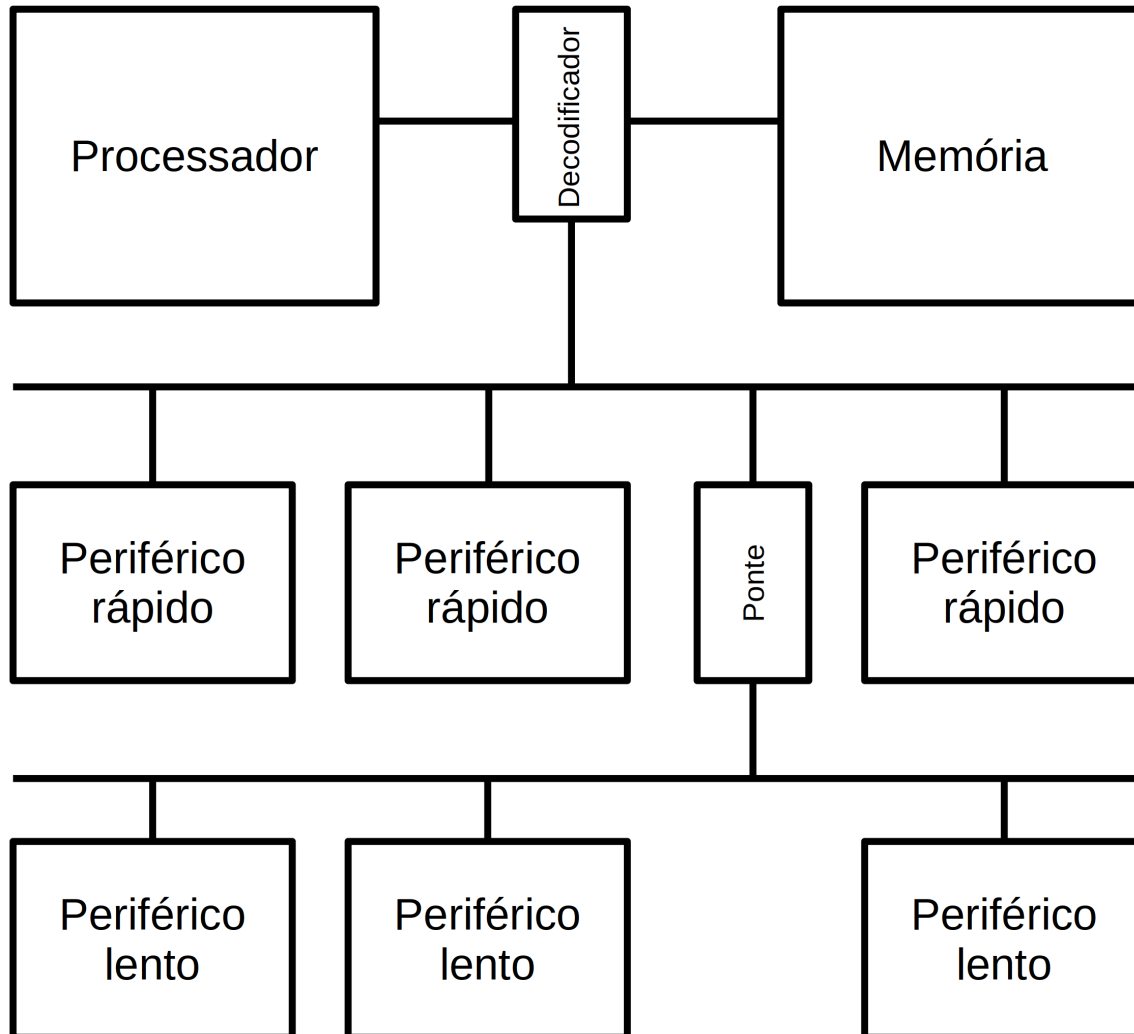 Processador
Decodificador
Memória
Periférico
rápido
Periférico
rápido
Ponte
Periférico
rápido
Periférico
lento
Periférico
lento
Periférico
lento